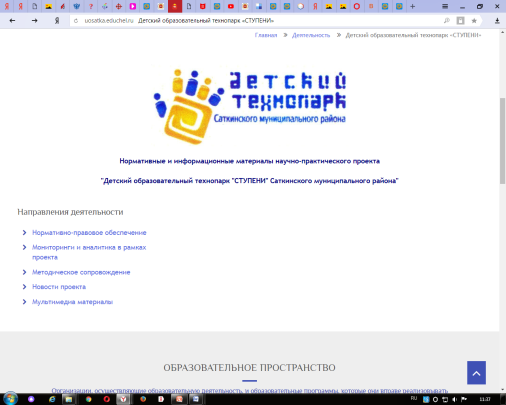 uosatka.educhel.ru Детский образовательный технопарк «СТУПЕНИ»
Главная » Деятельность » Детский образовательный технопарк «СТУПЕНИ»
детский
технопарк
Саткинского муниципального района
Нормативные и информационные материалы научно-практического проекта
"Детский образовательный технопарк "СТУПЕНИ" Саткинского муниципального района"
Направления деятельности
Нормативно-правовое обеспечение
Мониторинги и аналитика в рамках
проекта
Методическое сопровождение
Новости проекта
Мультимедиа материалы
ОБРАЗОВАТЕЛЬНОЕ ПРОСТРАНСТВО
Организации, осуществляющие образовательную деятельность, и образовательные программы, которые они вправе реализовывать
RU 11:37